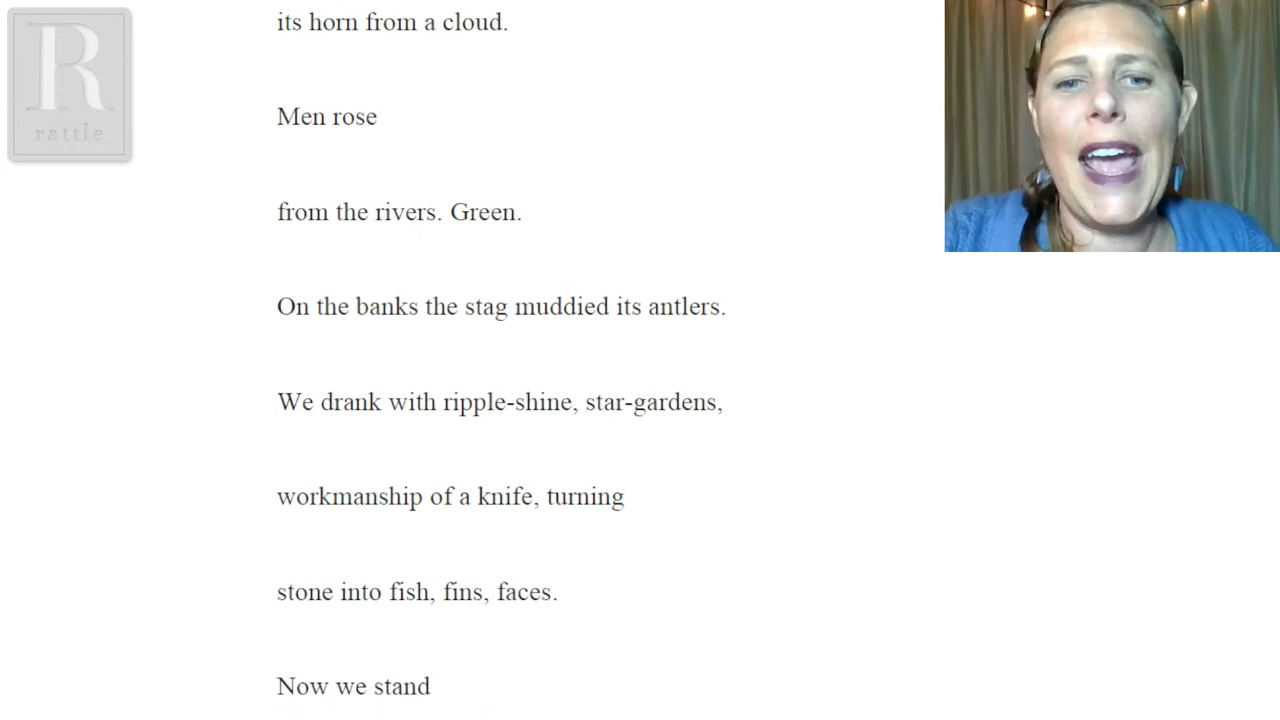 R
rattle
its horn from a cloud.
Men rose
from the rivers. Green.
On the banks the stag muddied its antlers.
We drank with ripple-shine, star-gardens,
workmanship of a knife, turning
stone into fish, fins, faces.
Now we stand